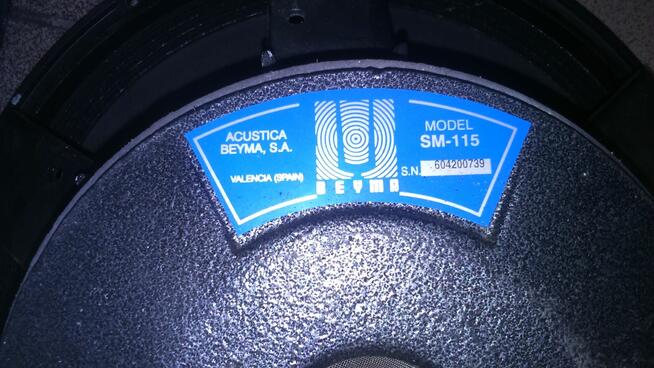 ACUSTICA
BEYMA, S.A.
VALENCIA (SPAIN)
BEYMA
MODEL
SM-115
S.N. 604200739